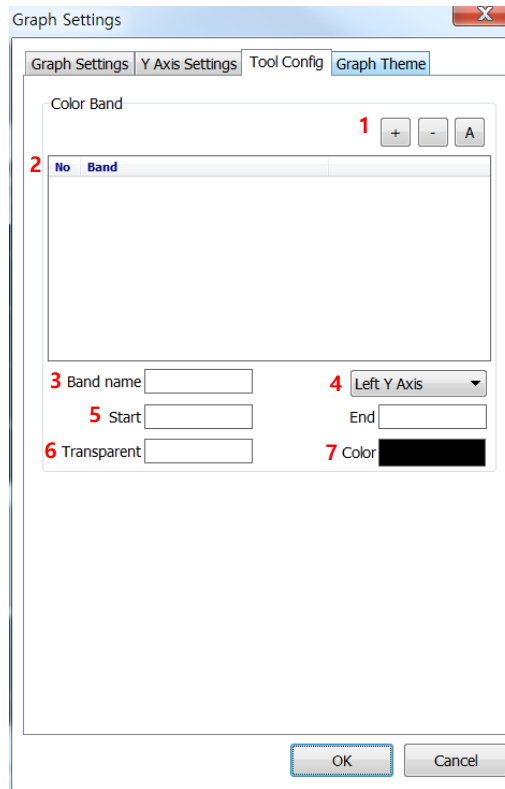 Graph Settings
X
Graph Settings Y Axis Settings Tool Config Graph Theme
Color Band
1 + - A
2 No Band
3 Band name 4 Left Y Axis
5 Start End
6 Transparent 7 Color
OK Cancel